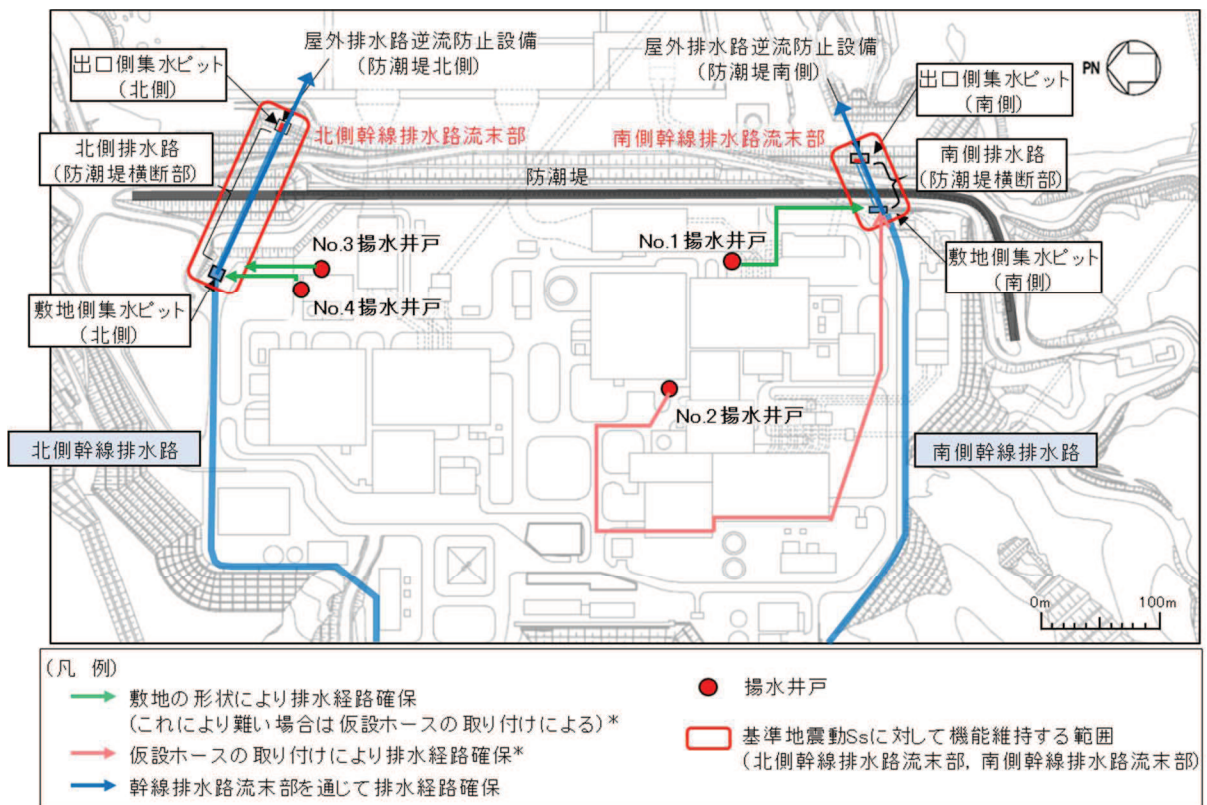 屋外排水路逆流防止設備
(防潮堤北側)
屋外排水路逆流防止設備
(防潮堤南側)
PN
出口側集水ピット
(北側)
出口側集水ピット
(南側)
北側幹線排水路流末部
南側幹線排水路流末部
北側排水路
(防潮堤横断部)
南側排水路
(防潮堤横断部)
防潮堤
No.3揚水井戸
No.1揚水井戸
敷地側集水ピット
(南側)
No.4揚水井戸
敷地側集水ピット
(北側)
No.2揚水井戸
北側幹線排水路
南側幹線排水路
0m
100m
(凡 例)
敷地の形状により排水経路確保
(これにより難い場合は仮設ホースの取り付けによる)*
仮設ホースの取り付けにより排水経路確保*
幹線排水路流末部を通じて排水経路確保
揚水井戸
基準地震動Ssに対して機能維持する範囲
(北側幹線排水路流末部, 南側幹線排水路流末部)